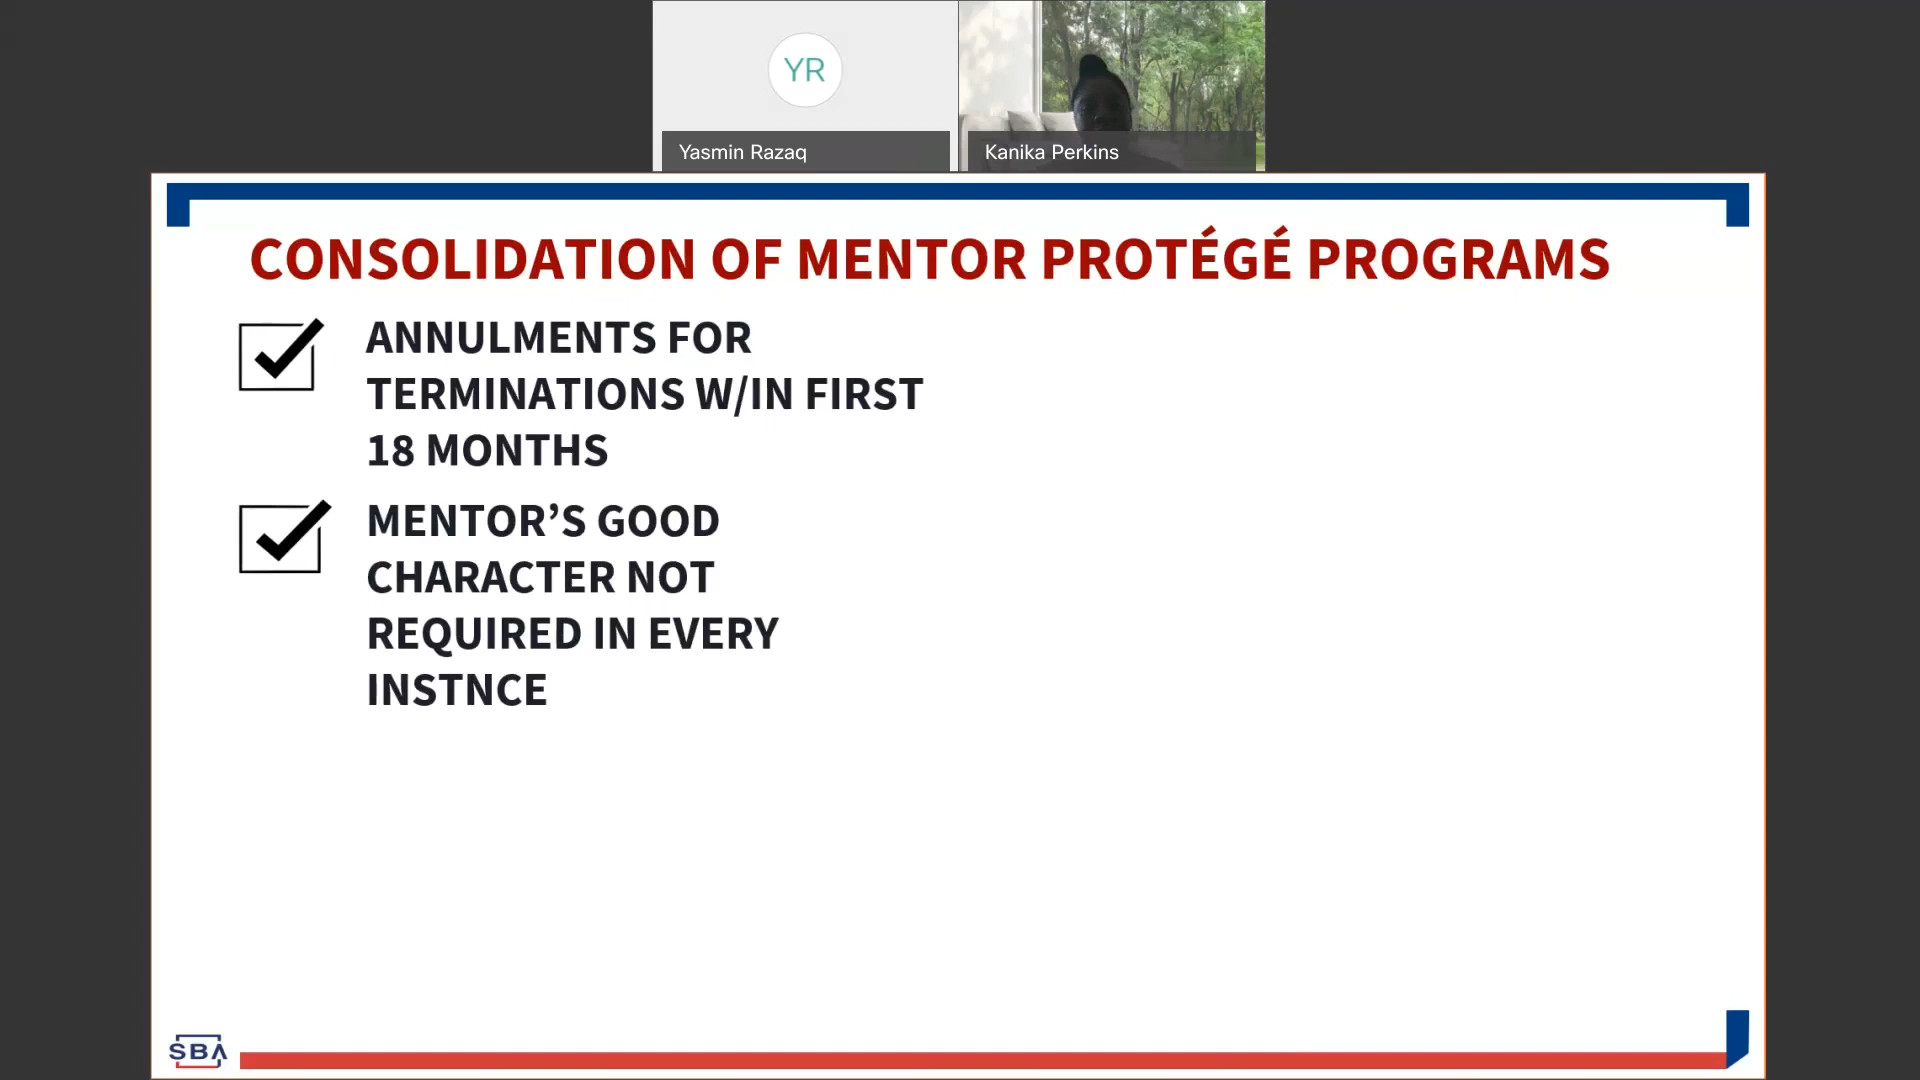 YR
Yasmin Razaq
Kanika Perkins
CONSOLIDATION OF MENTOR PROTÉGÉ PROGRAMS
ANNULMENTS FOR
TERMINATIONS W/IN FIRST
18 MONTHS
MENTOR’S GOOD
CHARACTER NOT
REQUIRED IN EVERY
INSTNCE
SBA